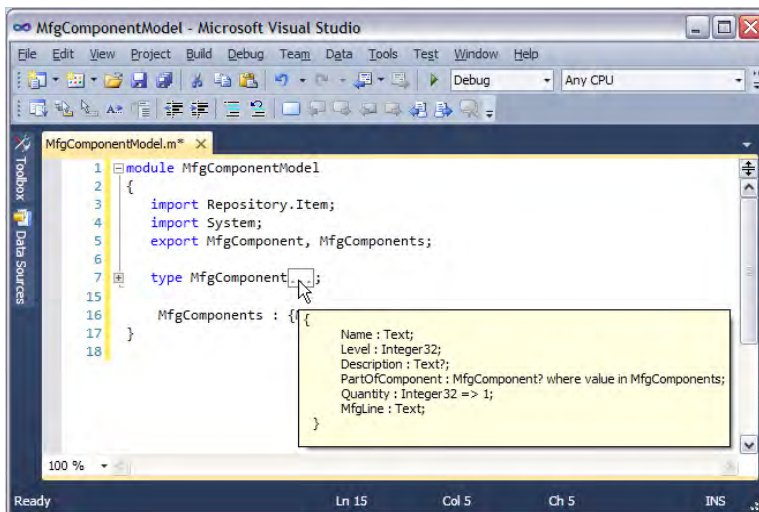 MfgComponentModel - Microsoft Visual Studio
File Edit View Project Build Debug Team Data Tools Test Window Help
Debug Any CPU
Toolbox
Data Sources
MfgComponentModel.m*
1 module MfgComponentModel
2 {
3 import Repository.Item;
4 import System;
5 export MfgComponent, MfgComponents;
6
7 type MfgComponent...;
15
16 MfgComponents : {
17 }
18
{
Name : Text;
Level : Integer32;
Description : Text?;
PartOfComponent : MfgComponent? where value in MfgComponents;
Quantity : Integer32 => 1;
MfgLine : Text;
}
100 %
Ready Ln 15 Col 5 Ch 5 INS